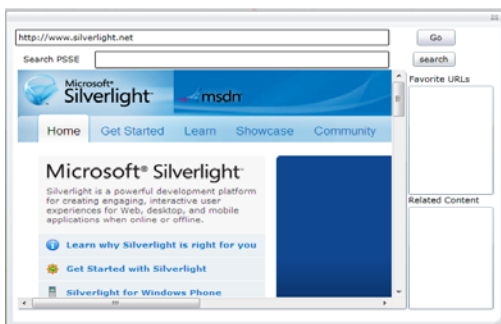 http://www.silverlight.net
Go
Search PSSE
search
Microsoft®
Silverlight™
msdn
Favorite URLs
Home Get Started Learn Showcase Community
Microsoft® Silverlight™
Silverlight is a powerful development platform
for creating engaging, interactive user
experiences for Web, desktop, and mobile
applications when online or offline.
Learn why Silverlight is right for you
Get Started with Silverlight
Silverlight for Windows Phone
Related Content